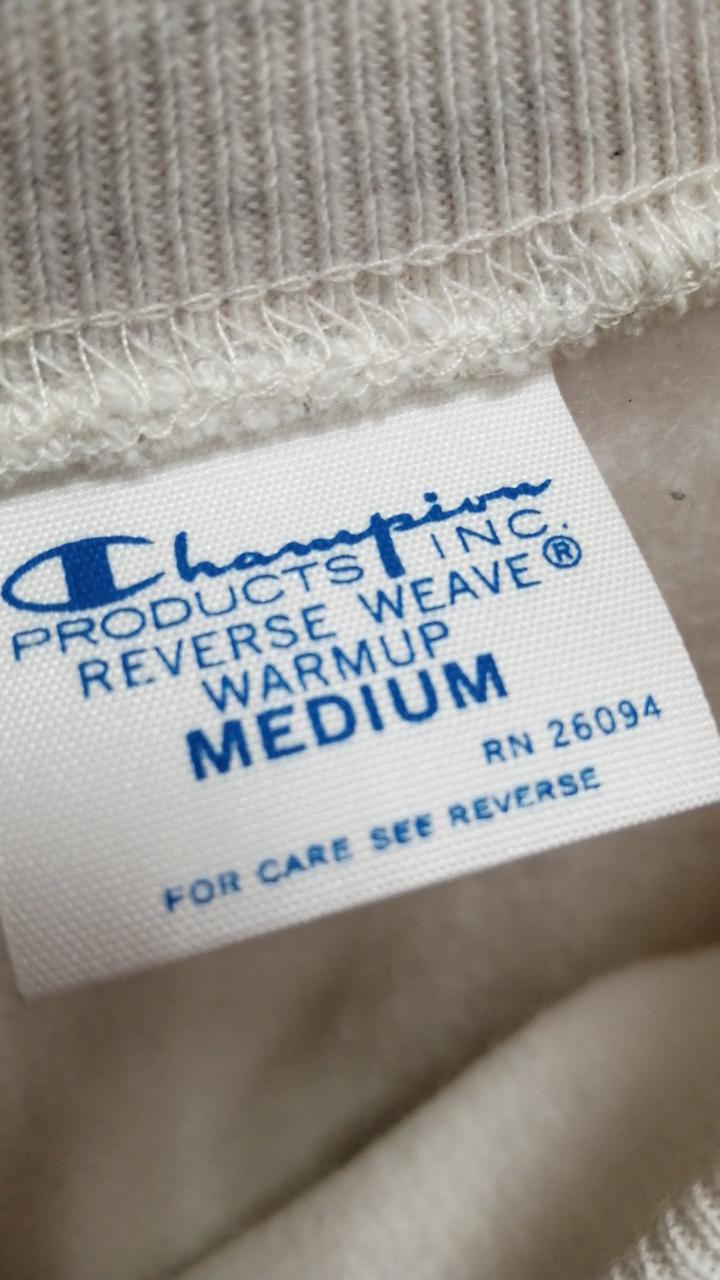 Champion
PRODUCTS INC.
REVERSE WEAVE®
WARMUP
MEDIUM
RN 26094
FOR CARE SEE REVERSE